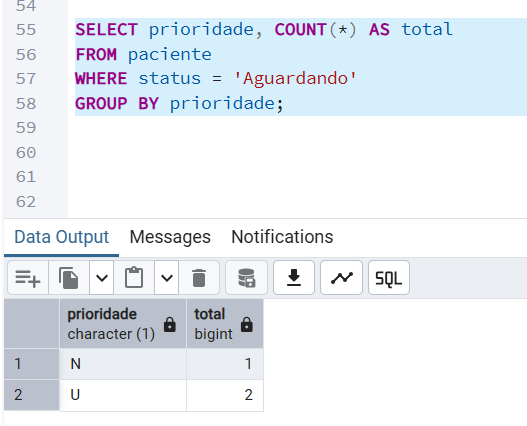 54
55 SELECT prioridade, COUNT(*) AS total
56 FROM paciente
57 WHERE status = 'Aguardando'
58 GROUP BY prioridade;
59
60
61
62
Data Output Messages Notifications
SQL
prioridade total
character (1) bigint
1 N 1
2 U 2